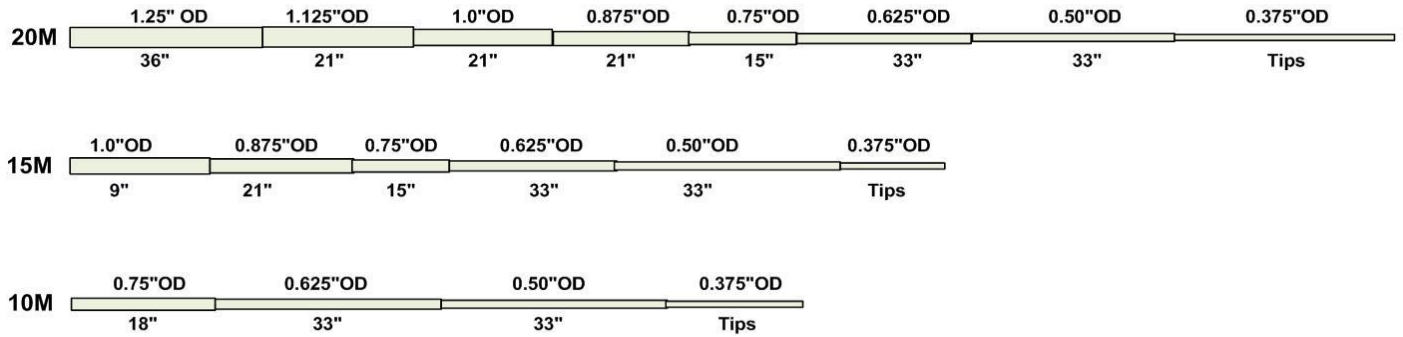 1.25" OD 1.125"OD 1.0"OD 0.875"OD 0.75"OD 0.625"OD 0.50"OD 0.375"OD
20M
36" 21" 21" 21" 15" 33" 33" Tips
1.0"OD 0.875"OD 0.75"OD 0.625"OD 0.50"OD 0.375"OD
15M
9" 21" 15" 33" 33" Tips
0.75"OD 0.625"OD 0.50"OD 0.375"OD
10M
18" 33" 33" Tips